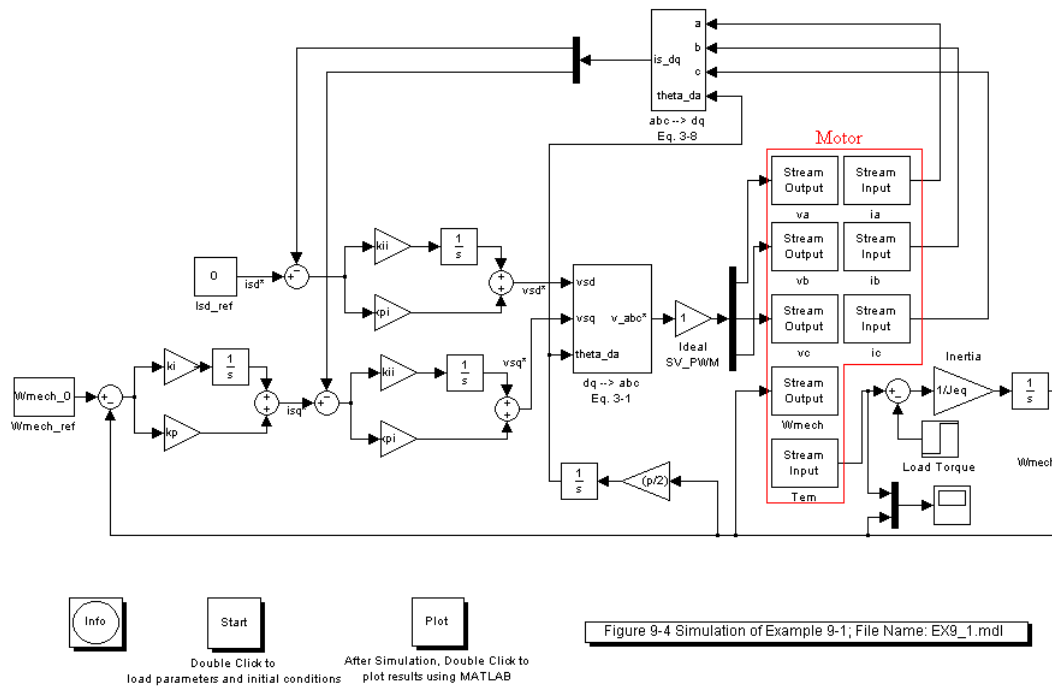 a
b
is_dq
c
theta_da
abc --> dq
Eq. 3-8
Motor
Stream
Output
va
Stream
Input
ia
Stream
Output
vb
Stream
Input
ib
Stream
Output
vc
Stream
Input
ic
Stream
Output
Wmech
Stream
Input
Tem
kii
1
s
kpi
0
isd*
Isd_ref
vsd*
vsd
vsq
v_abc*
theta_da
dq --> abc
Eq. 3-1
1
Ideal
SV_PWM
Inertia
1/Jeq
1
s
Load Torque
Wmech
ki
1
s
kp
Wmech_0
Wmech_ref
isq*
kii
1
s
kpi
vsq*
1
s
(p/2)
Info
Start
Double Click to
load parameters and initial conditions
Plot
After Simulation, Double Click to
plot results using MATLAB
Figure 9-4 Simulation of Example 9-1; File Name: EX9_1.mdl